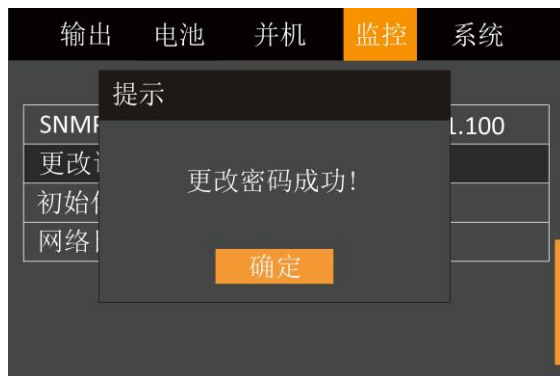 输出 电池 并机 监控 系统
提示
SNMP 1.100
更改
更改密码成功!
初始
网络
确定